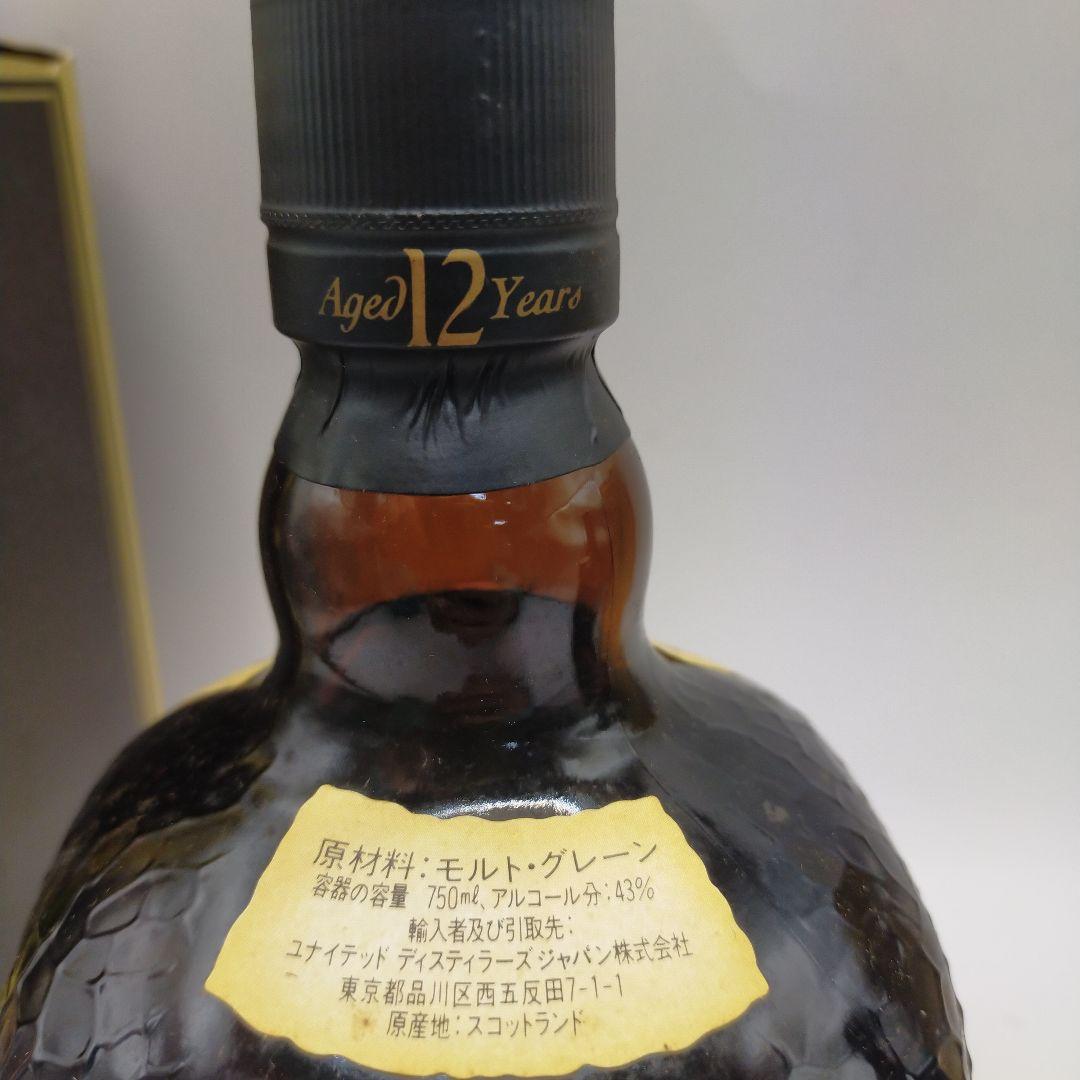 Aged 12 Years
原材料:モルト・グレーン
容器の容量 750㎖、アルコール分:43%
輸入者及び引取先:
ユナイテッド ディスティラーズジャパン株式会社
東京都品川区西五反田7-1-1
原産地:スコットランド